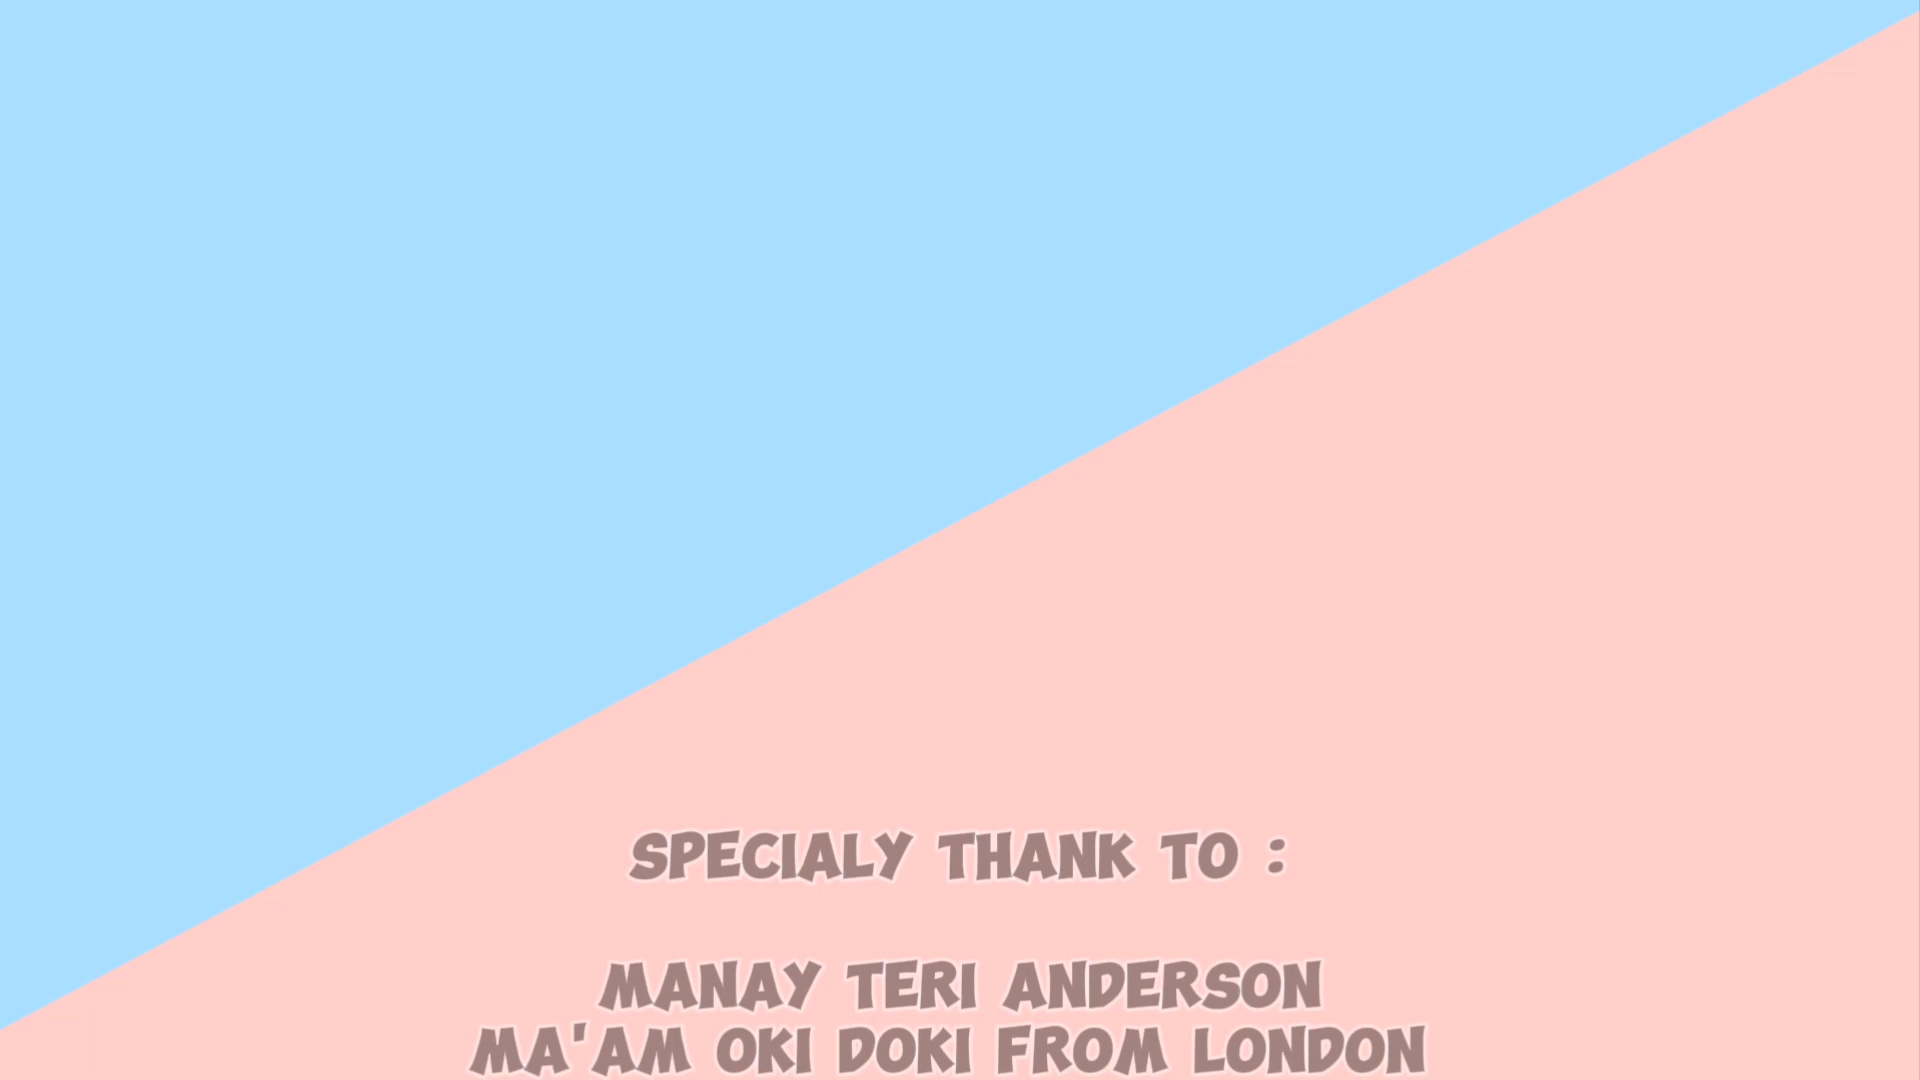 SPECIALY THANK TO :
MANAY TERI ANDERSON
MA'AM OKI DOKI FROM LONDON